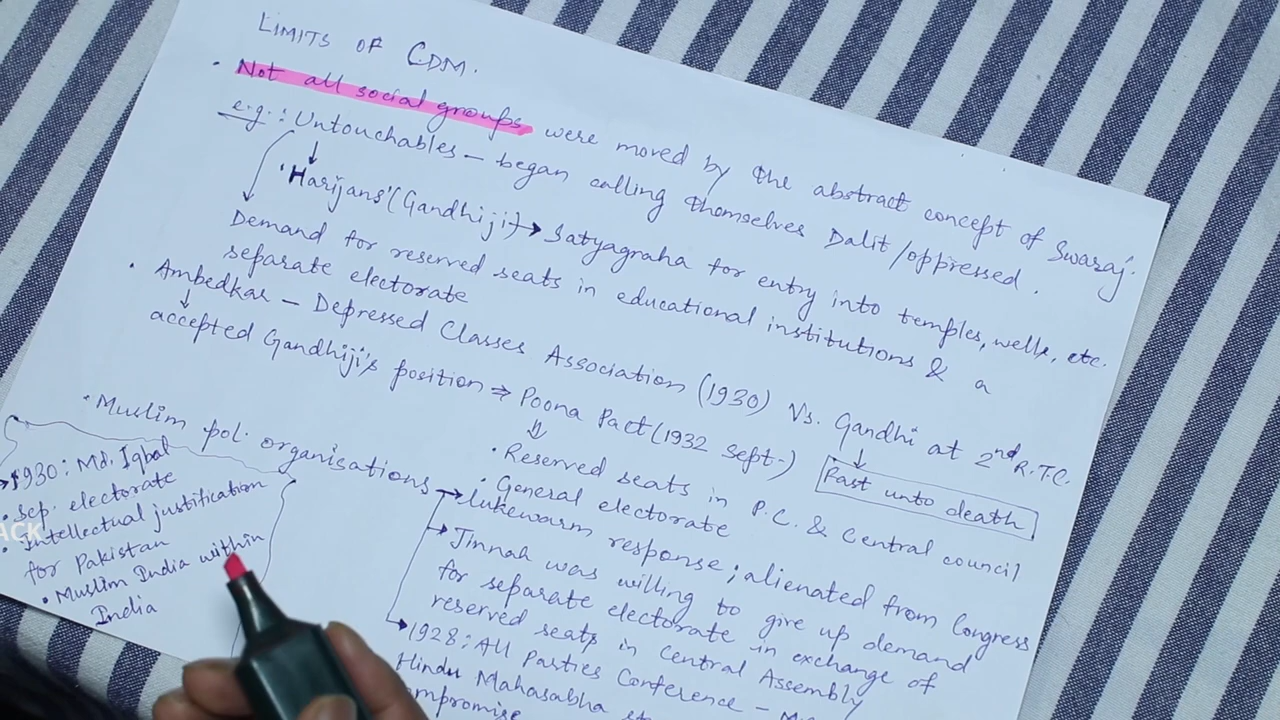 LIMITS OF CDM.
• Not all social groups were moved by the abstract concept of Swaraj.
e.g.: Untouchables – began calling themselves Dalit/oppressed.
↓
'Harijans' (Gandhiji) → Satyagraha for entry into temples, wells, etc.
Demand for reserved seats in educational institutions & a
separate electorate
• Ambedkar – Depressed Classes Association (1930) Vs. Gandhi at 2nd R.T.C.
↓
Fast unto death
accepted Gandhiji's position ⇒ Poona Pact (1932 Sept.)
⇓
• Reserved seats in P.C. & Central council
• General electorate
• Muslim pol. organisations
→ lukewarm response; alienated from Congress
→ Jinnah was willing to give up demand
for separate electorate in exchange of
reserved seats in Central Assembly
→ 1928: All Parties Conference –
Hindu Mahasabha
ompromise
→ 1930: Md. Iqbal
• sep. electorate
• Intellectual justification
for Pakistan
• Muslim India within
India
ACK